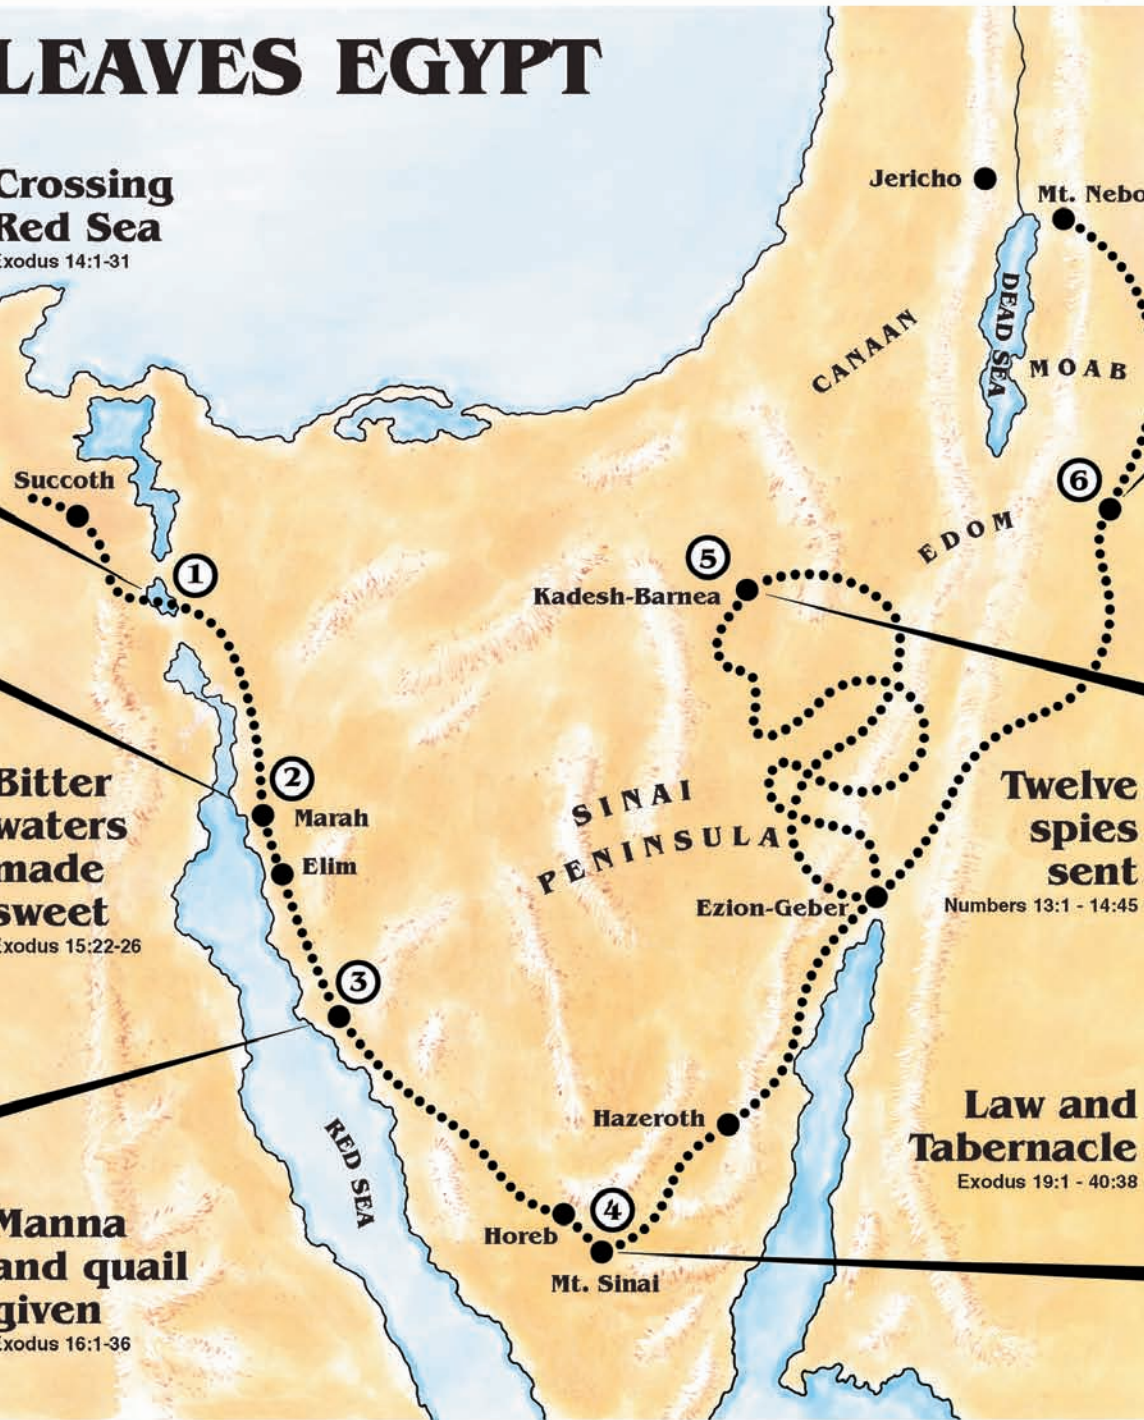 LEAVES EGYPT
Crossing
Red Sea
Exodus 14:1-31
Jericho
Mt. Nebo
DEAD SEA
CANAAN
MOAB
Succoth
6
EDOM
1
5
Kadesh-Barnea
2
Marah
Elim
Bitter
waters
made
sweet
Exodus 15:22-26
SINAI
PENINSULA
Twelve
spies
sent
Numbers 13:1 - 14:45
Ezion-Geber
3
RED SEA
Hazeroth
Law and
Tabernacle
Exodus 19:1 - 40:38
4
Horeb
Mt. Sinai
Manna
and quail
given
Exodus 16:1-36